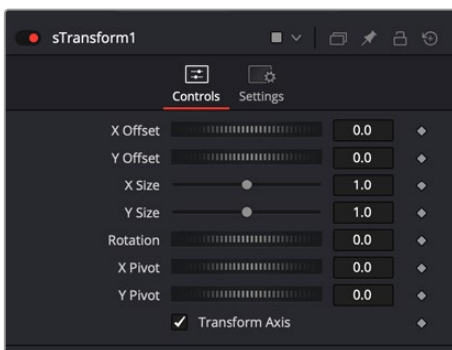 sTransform1
Controls Settings
X Offset 0.0
Y Offset 0.0
X Size 1.0
Y Size 1.0
Rotation 0.0
X Pivot 0.0
Y Pivot 0.0
Transform Axis